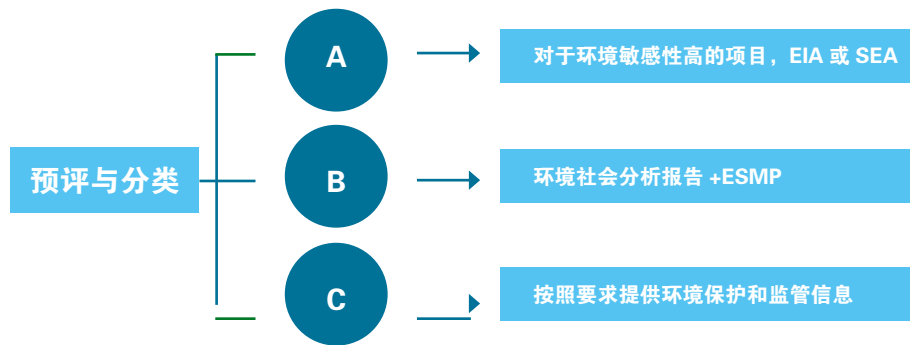 预评与分类
A
对于环境敏感性高的项目，EIA 或 SEA
B
环境社会分析报告 +ESMP
C
按照要求提供环境保护和监管信息